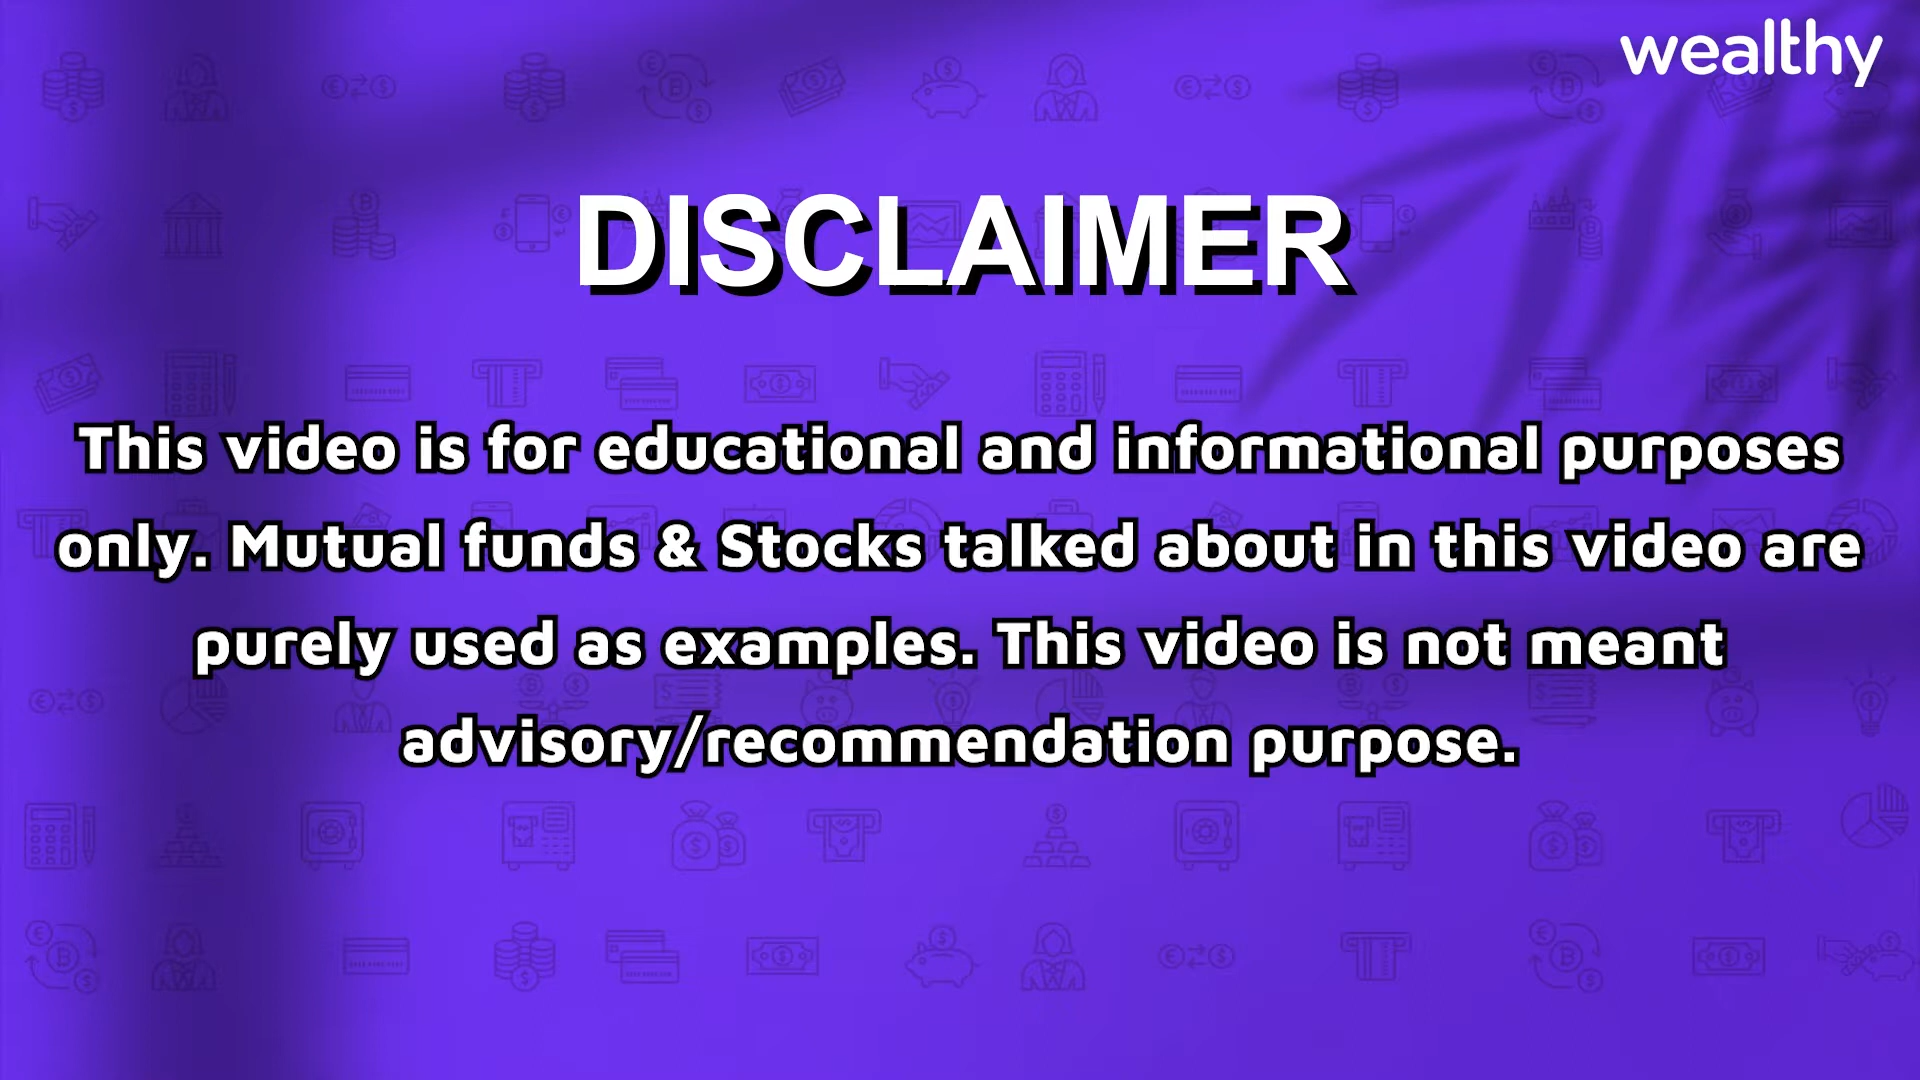 wealthy
DISCLAIMER
This video is for educational and informational purposes
only. Mutual funds & Stocks talked about in this video are
purely used as examples. This video is not meant
advisory/recommendation purpose.